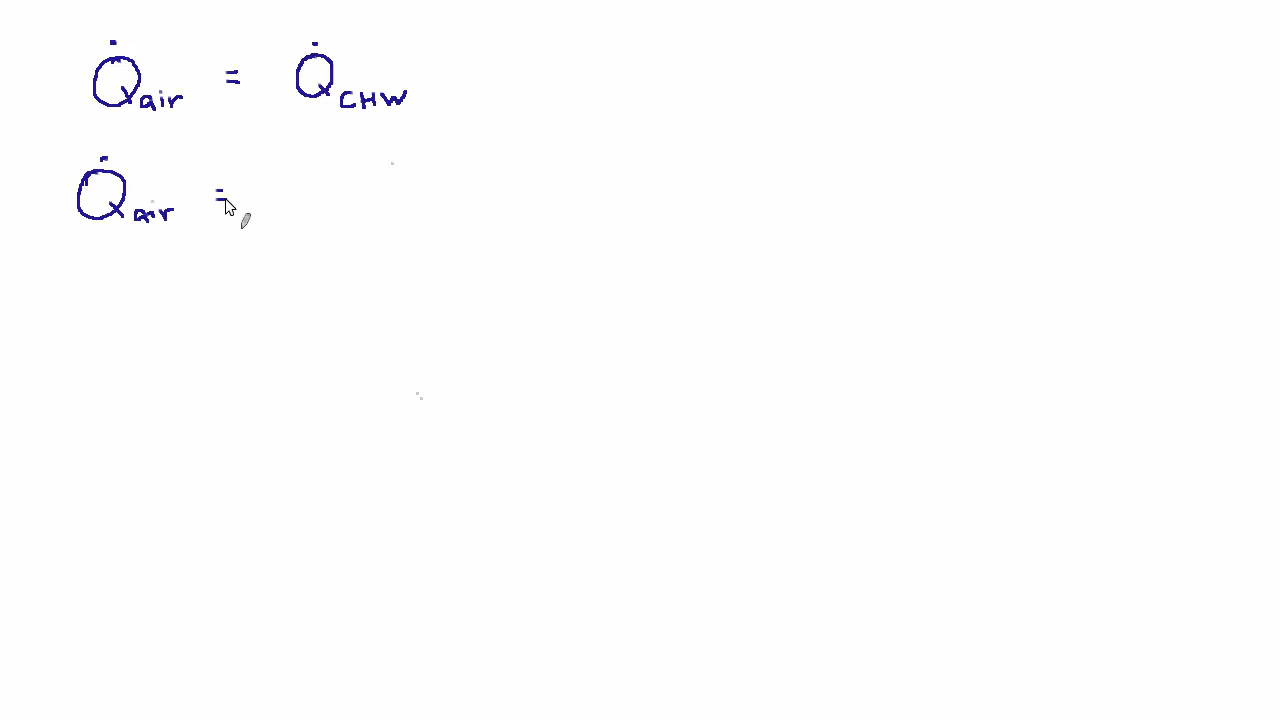 Q̇air = Q̇CHW
Q̇air =